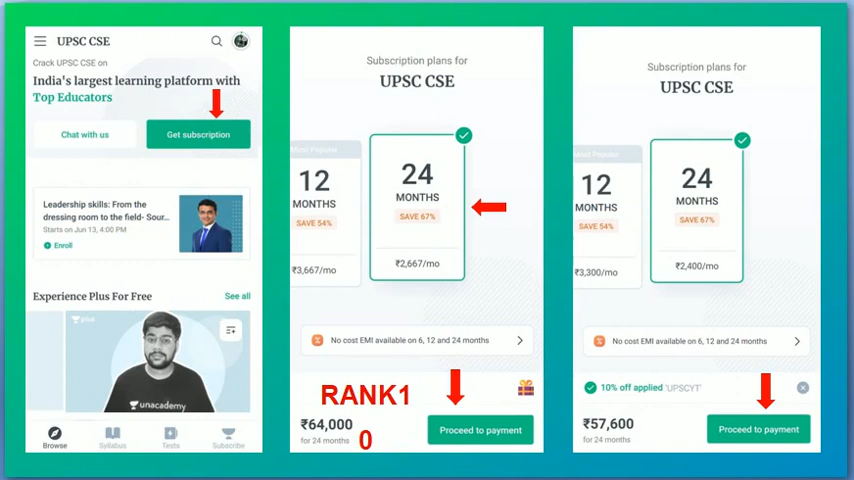 UPSC CSE
Crack UPSC CSE on
India's largest learning platform with
Top Educators
Chat with us
Get subscription
Leadership skills: From the
dressing room to the field- Sour...
Starts on Jun 13, 4:00 PM
Enroll
Experience Plus For Free
See all
plus
unacademy
Browse
Syllabus
Tests
Subscribe
Subscription plans for
UPSC CSE
Most Popular
12
MONTHS
SAVE 54%
₹3,667/mo
24
MONTHS
SAVE 67%
₹2,667/mo
No cost EMI available on 6, 12 and 24 months
RANK1
0
₹64,000
for 24 months
Proceed to payment
Subscription plans for
UPSC CSE
Most Popular
12
MONTHS
SAVE 54%
₹3,300/mo
24
MONTHS
SAVE 67%
₹2,400/mo
No cost EMI available on 6, 12 and 24 months
10% off applied 'UPSCYT'
₹57,600
for 24 months
Proceed to payment